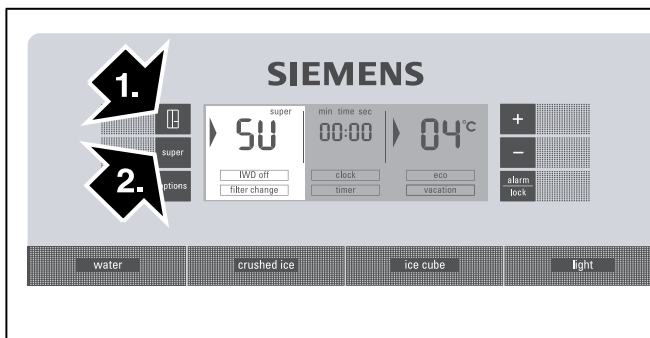 1.
SIEMENS
super min time sec
SU 00:00 04°C
+
super
−
2.
options
IWD off clock eco
filter change timer vacation
alarm
lock
water crushed ice ice cube light